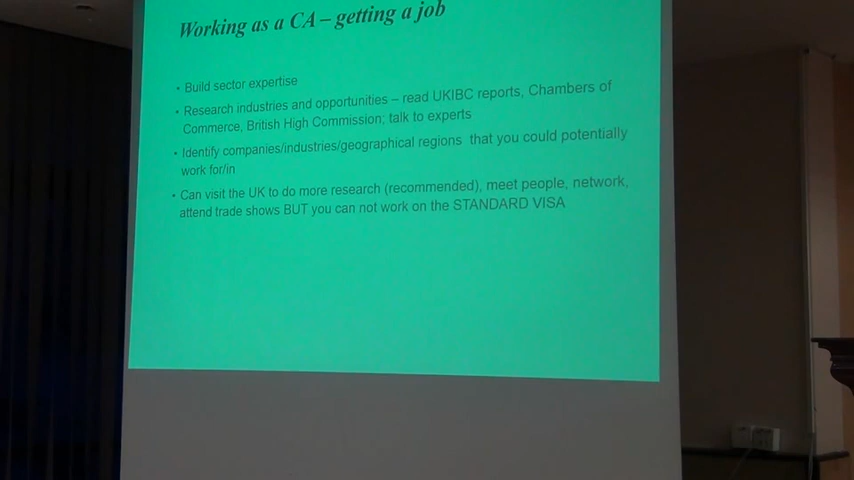 Working as a CA – getting a job
• Build sector expertise
• Research industries and opportunities – read UKIBC reports, Chambers of
Commerce, British High Commission; talk to experts
• Identify companies/industries/geographical regions that you could potentially
work for/in
• Can visit the UK to do more research (recommended), meet people, network,
attend trade shows BUT you can not work on the STANDARD VISA